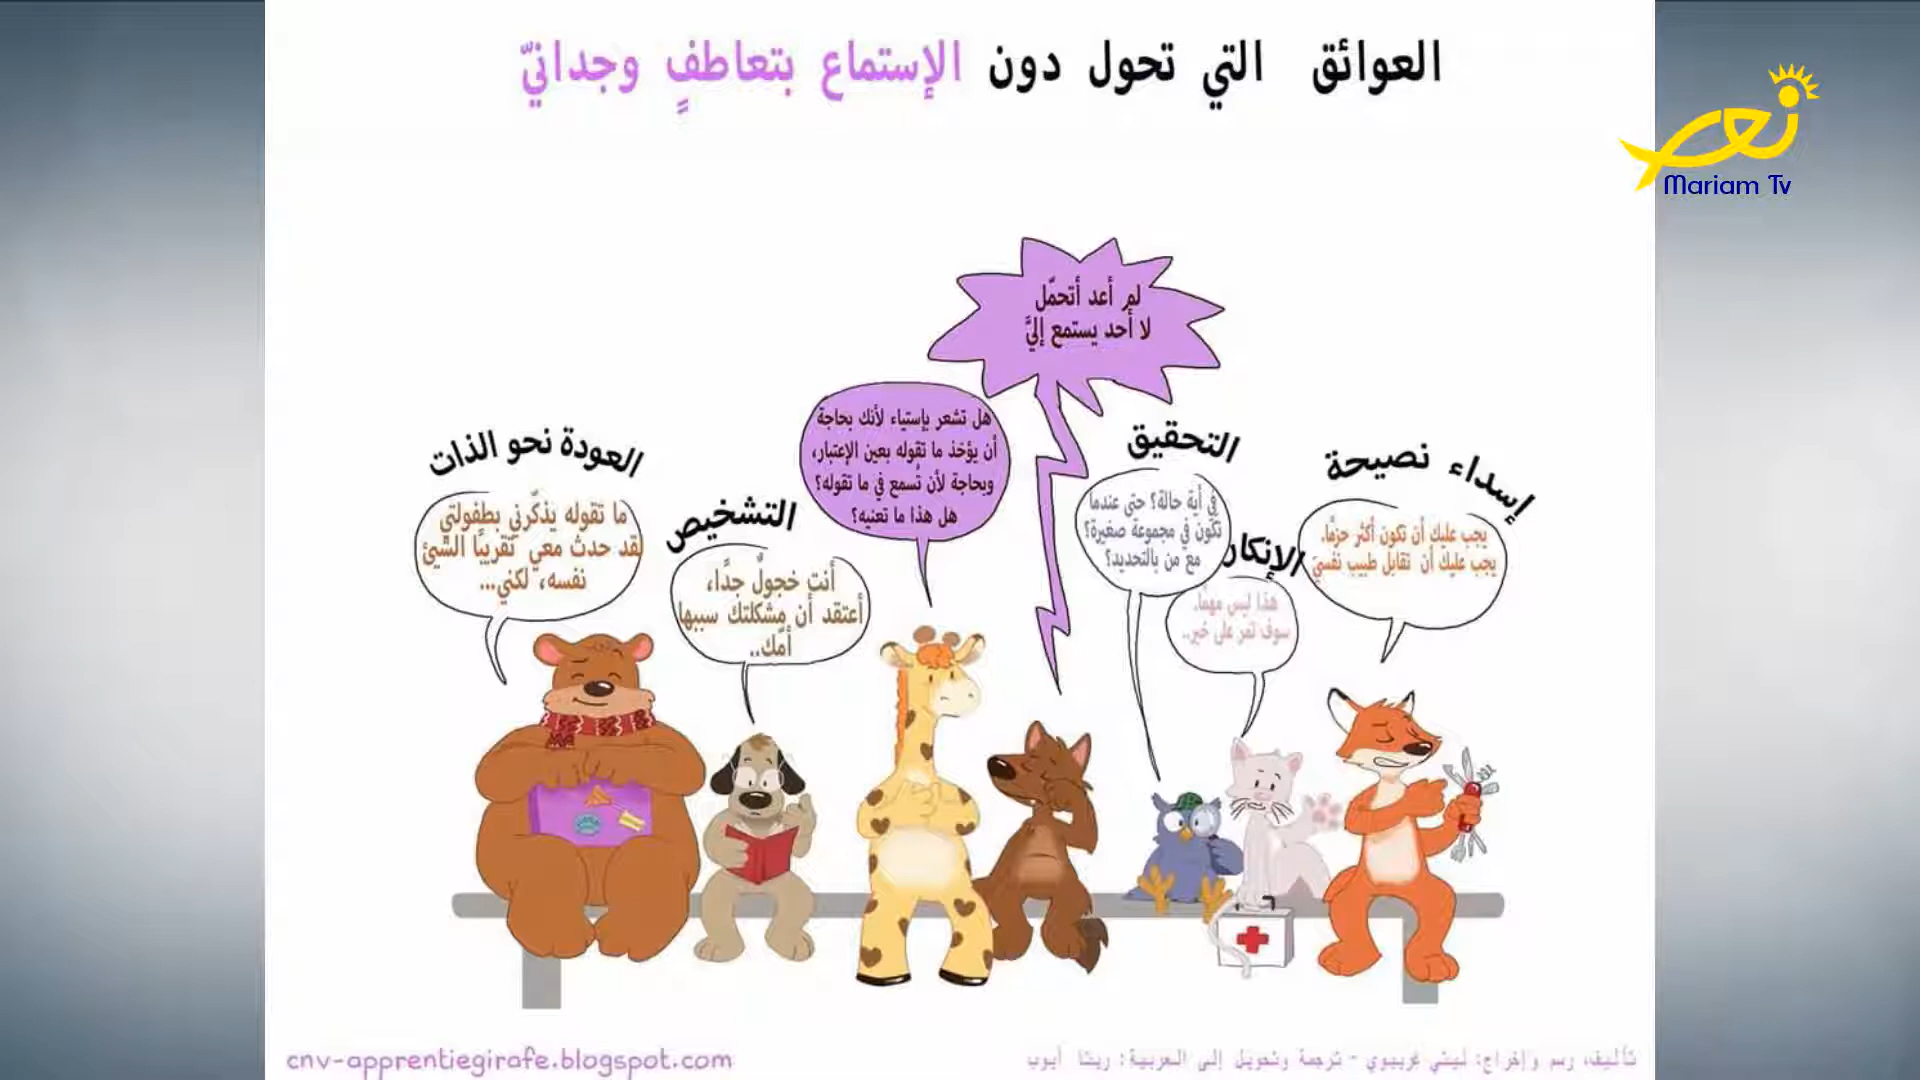 العوائق التي تحول دون الإستماع بتعاطفٍ وجدانيّ
نعم
Mariam Tv
لم أعد أتحمّل
لا أحد يستمع إليَّ
هل تشعر بإستياء لأنك بحاجة
أن يؤخذ ما تقوله بعين الإعتبار،
وبحاجة لأن تُسمع في ما تقوله؟
هل هذا ما تعنيه؟
إسداء نصيحة
يجب عليك أن تكون أكثر حزمًا.
يجب عليك أن تقابل طبيب نفسيّ
الإنكار
هذا ليس مهمًا.
سوف تمر على خير..
التحقيق
في أية حالة؟ حتى عندما
تكون في مجموعة صغيرة؟
مع من بالتحديد؟
التشخيص
أنت خجولٌ جدًّا،
أعتقد أن مشكلتك سببها
أمّك..
العودة نحو الذات
ما تقوله يذكّرني بطفولتي
لقد حدث معي تقريبًا الشّيئ
نفسه، لكني...
تأليف، رسم وإخراج: ليتي غريبوي - ترجمة وتحويل إلى العربية: ريتا أيوب
cnv-apprentiegirafe.blogspot.com